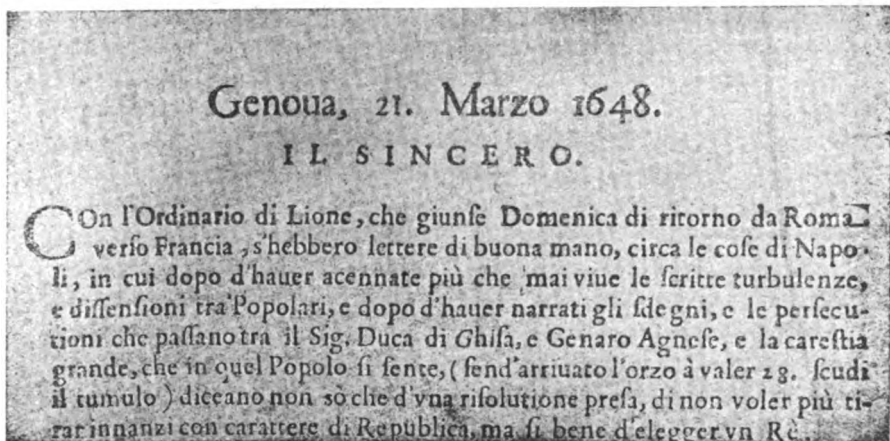 Genoua, 21. Marzo 1648.
IL SINCERO.
COn l'Ordinario di Lione, che giunſe Domenica di ritorno da Roma
verſo Francia, s'hebbero lettere di buona mano, circa le coſe di Napo-
li, in cui dopo d'hauer acennate più che mai viue le ſcritte turbulenze,
e diſſenſioni tra Popolari, e dopo d'hauer narrati gli ſdegni, e le perſecu-
tioni che paſſano tra il Sig. Duca di Ghiſa, e Genaro Agneſe, e la careſtia
grande, che in quel Popolo ſi ſente, (ſend'arriuato l'orzo à valer 28. ſcudi
il tumulo) diceano non sò che d'vna riſolutione preſa, di non voler più ti-
rar innanzi con carattere di Republica, ma ſi bene d'elegger vn Rè